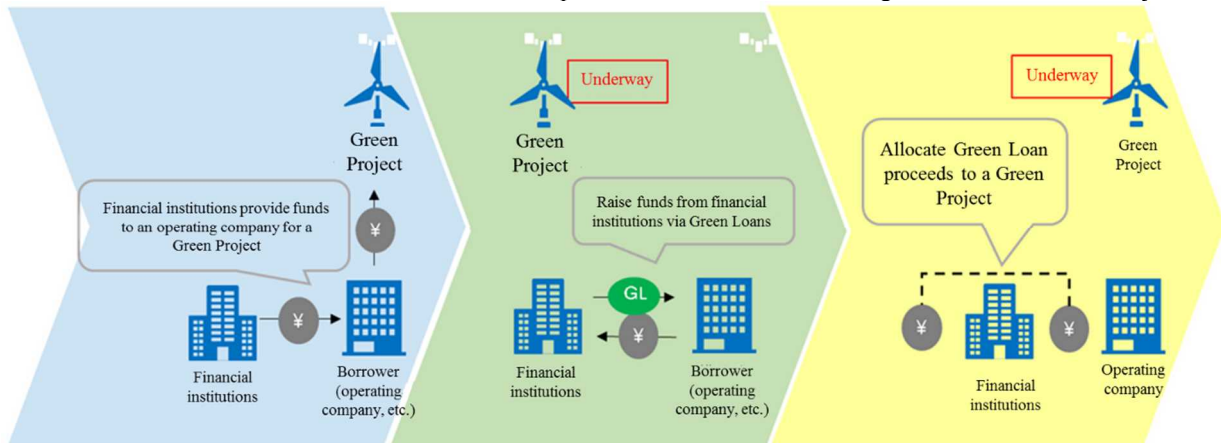 Green
Project
Financial institutions provide funds
to an operating company for a
Green Project
¥
¥
Financial
institutions
Borrower
(operating
company, etc.)
Underway
Green
Project
Raise funds from financial
institutions via Green Loans
GL
¥
Financial
institutions
Borrower
(operating
company, etc.)
Underway
Green
Project
Allocate Green Loan
proceeds to a Green
Project
¥
¥
Financial
institutions
Operating
company